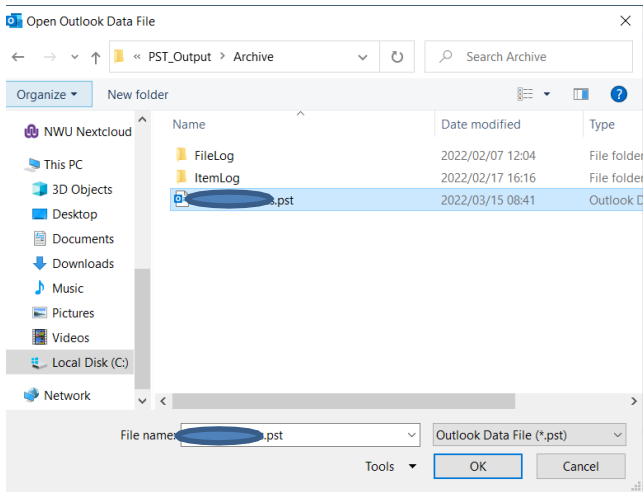 Open Outlook Data File
« PST_Output > Archive
Search Archive
Organize
New folder
NWU Nextcloud
This PC
3D Objects
Desktop
Documents
Downloads
Music
Pictures
Videos
Local Disk (C:)
Network
Name Date modified Type
FileLog 2022/02/07 12:04 File folder
ItemLog 2022/02/17 16:16 File folder
s.pst 2022/03/15 08:41 Outlook D
File name: .pst Outlook Data File (*.pst)
Tools OK Cancel